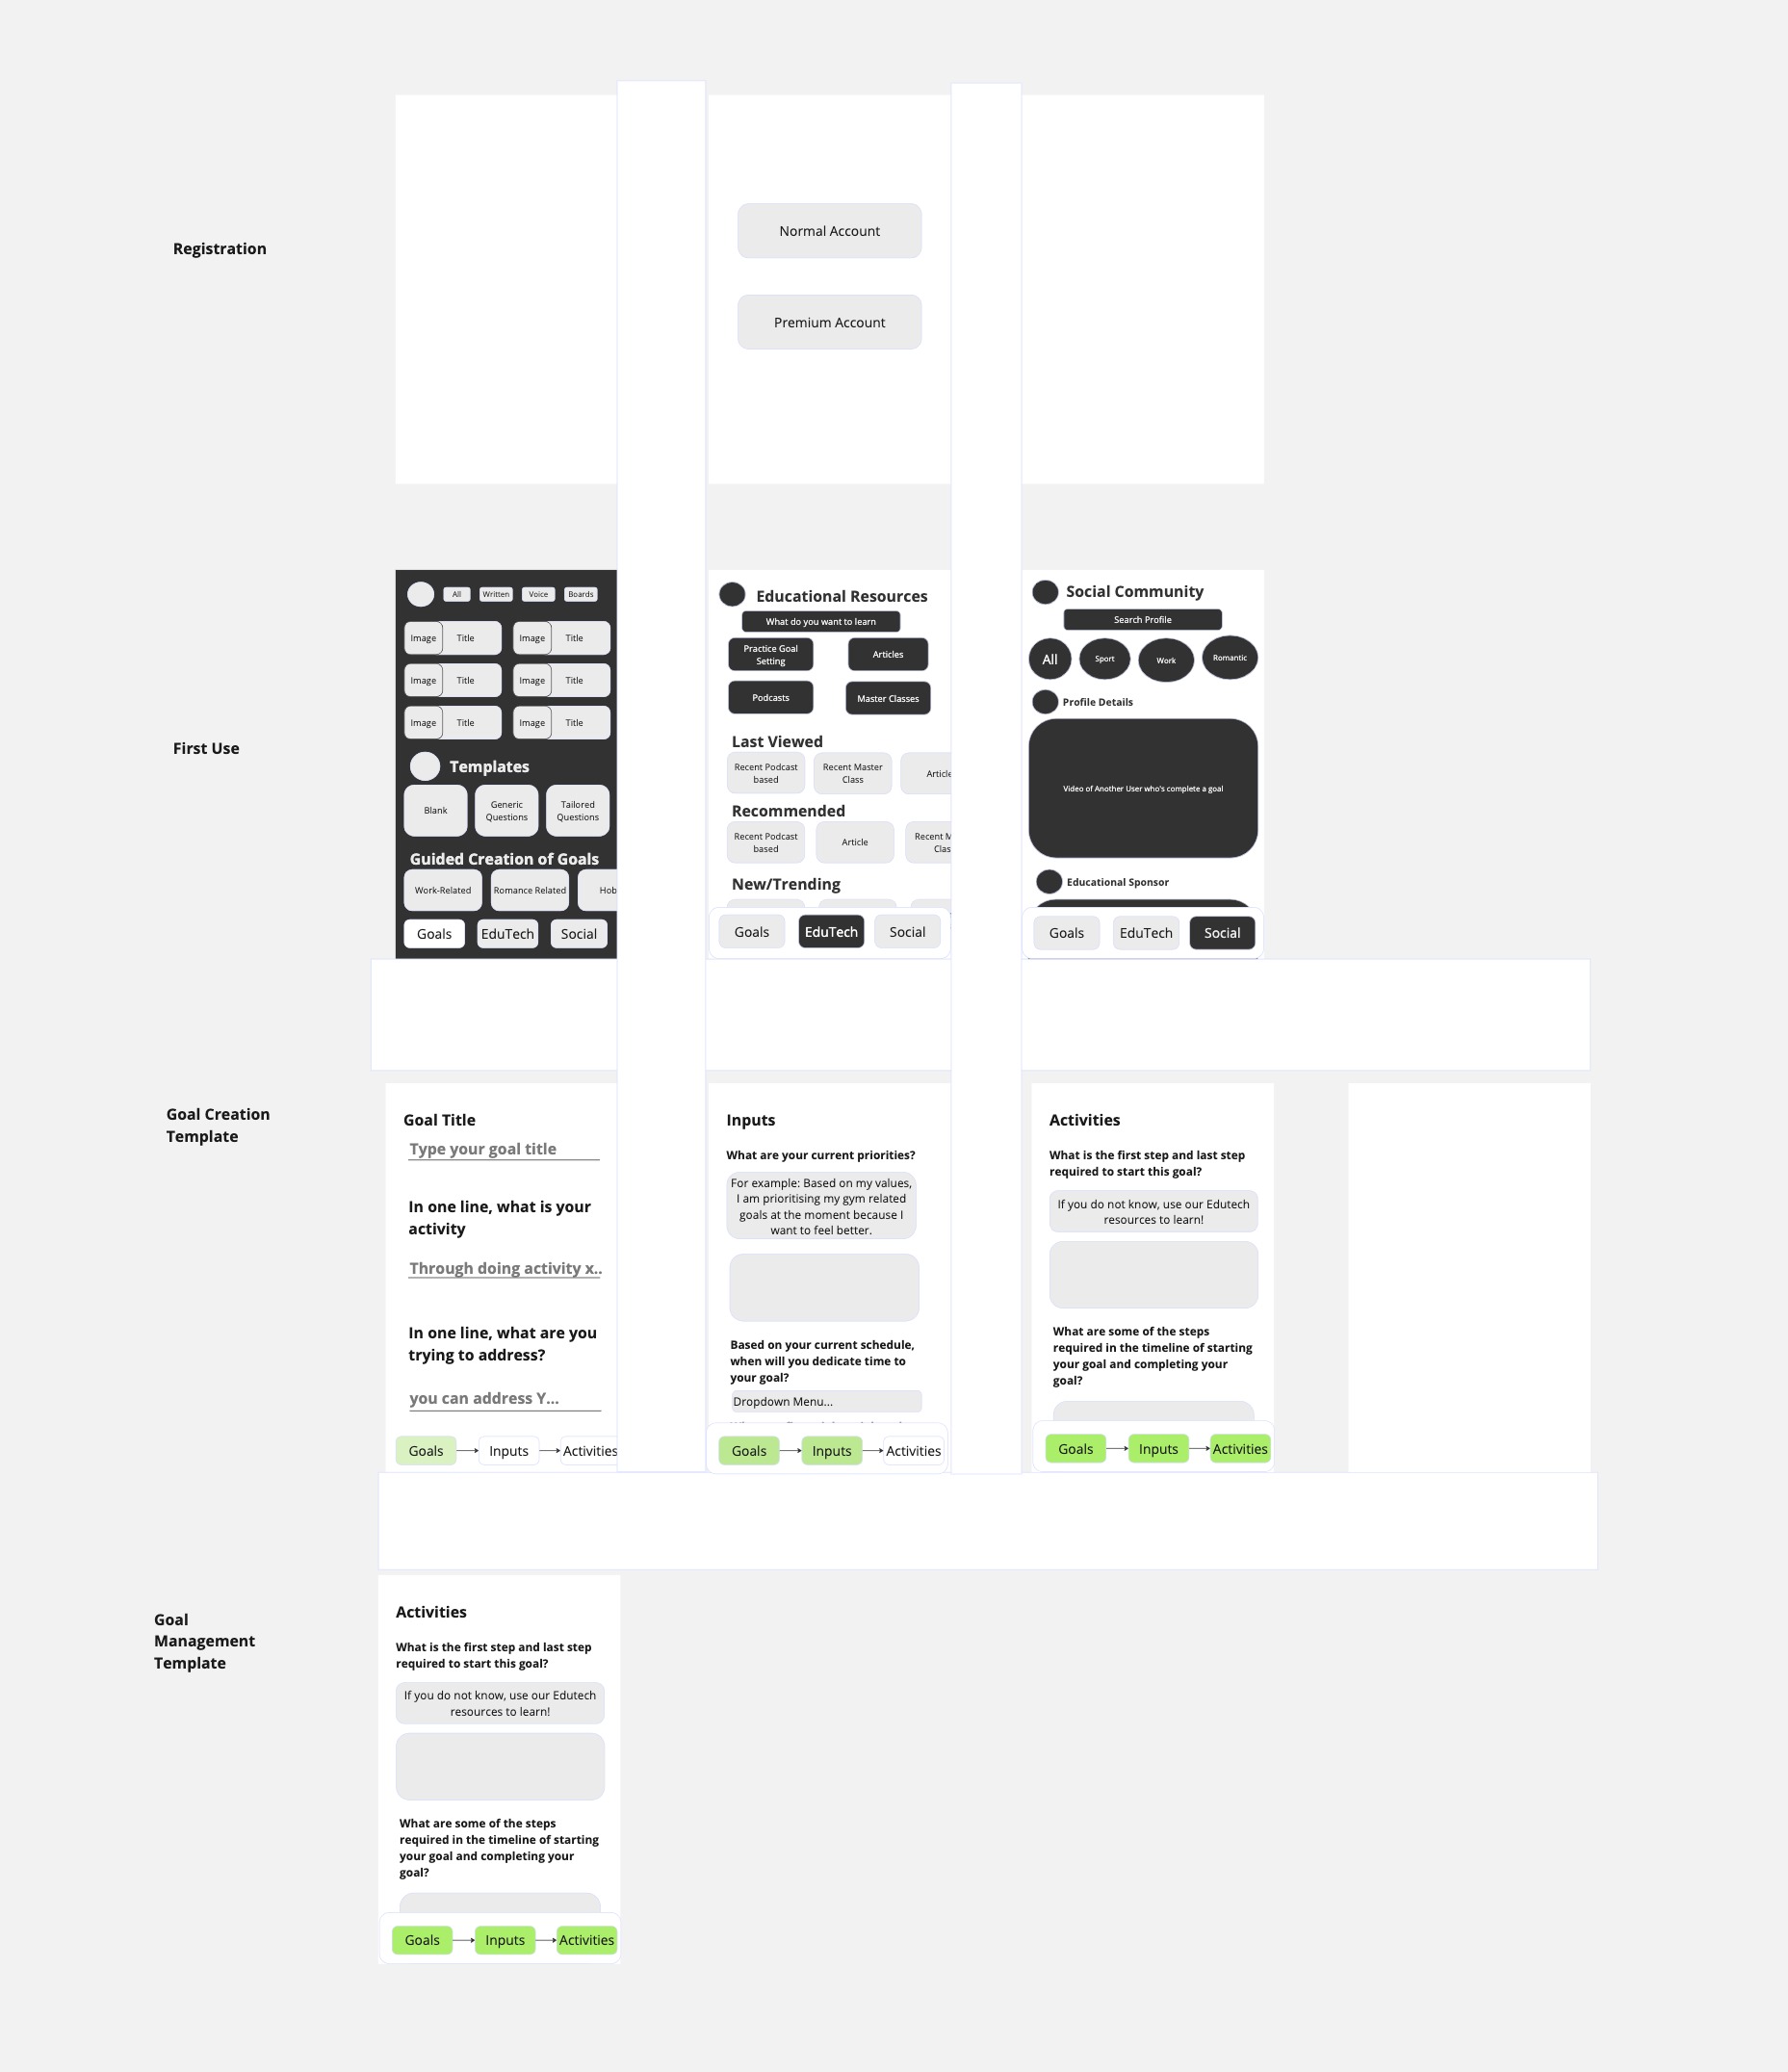 Registration
Normal Account
Premium Account
First Use
All
Written
Voice
Boards
Image
Title
Image
Title
Image
Title
Image
Title
Image
Title
Image
Title
Templates
Blank
Generic
Questions
Tailored
Questions
Guided Creation of Goals
Work-Related
Romance Related
Hob
Goals
EduTech
Social
Educational Resources
What do you want to learn
Practice Goal
Setting
Articles
Podcasts
Master Classes
Last Viewed
Recent Podcast
based
Recent Master
Class
Article
Recommended
Recent Podcast
based
Article
Recent M
Clas
New/Trending
Goals
EduTech
Social
Social Community
Search Profile
All
Sport
Work
Romantic
Profile Details
Video of Another User who's complete a goal
Educational Sponsor
Goals
EduTech
Social
Goal Creation
Template
Goal Title
Type your goal title
In one line, what is your
activity
Through doing activity x..
In one line, what are you
trying to address?
you can address Y...
Goals
Inputs
Activities
Inputs
What are your current priorities?
For example: Based on my values,
I am prioritising my gym related
goals at the moment because I
want to feel better.
Based on your current schedule,
when will you dedicate time to
your goal?
Dropdown Menu...
Goals
Inputs
Activities
Activities
What is the first step and last step
required to start this goal?
If you do not know, use our Edutech
resources to learn!
What are some of the steps
required in the timeline of starting
your goal and completing your
goal?
Goals
Inputs
Activities
Goal
Management
Template
Activities
What is the first step and last step
required to start this goal?
If you do not know, use our Edutech
resources to learn!
What are some of the steps
required in the timeline of starting
your goal and completing your
goal?
Goals
Inputs
Activities